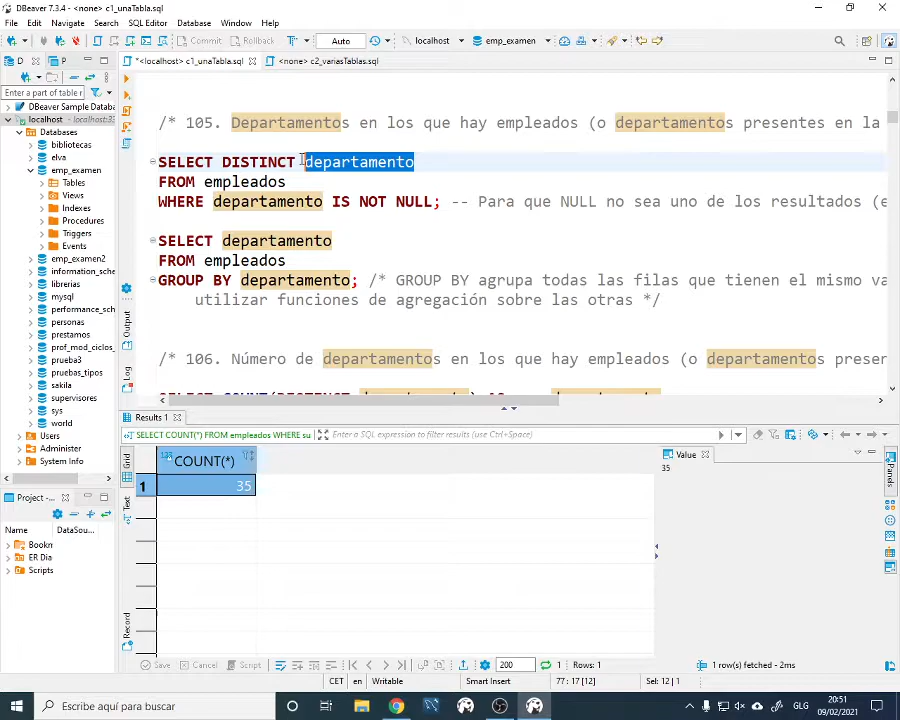 DBeaver 7.3.4 - <none> c1_unaTabla.sql
File Edit Navigate Search SQL Editor Database Window Help
Commit Rollback Auto localhost emp_examen
D P *<localhost> c1_unaTabla.sql <none> c2_variasTablas.sql
Enter a part of table r
DBeaver Sample Databa
localhost localhost:33
Databases
bibliotecas
elva
emp_examen
Tables
Views
Indexes
Procedures
Triggers
Events
emp_examen2
information_sche
librerias
mysql
performance_sch
personas
prestamos
prof_mod_ciclos_
prueba3
pruebas_tipos
sakila
supervisores
sys
world
Users
Administer
System Info
/* 105. Departamentos en los que hay empleados (o departamentos presentes en la
SELECT DISTINCT departamento
FROM empleados
WHERE departamento IS NOT NULL; -- Para que NULL no sea uno de los resultados (e
SELECT departamento
FROM empleados
GROUP BY departamento; /* GROUP BY agrupa todas las filas que tienen el mismo va
utilizar funciones de agregación sobre las otras */
/* 106. Número de departamentos en los que hay empleados (o departamentos presen
Output
Log
Results 1
SELECT COUNT(*) FROM empleados WHERE su Enter a SQL expression to filter results (use Ctrl+Space)
Grid
Text
Record
123 COUNT(*)
1 35
Value
35
Panels
Project -
Name DataSou
Bookm
ER Dia
Scripts
Save Cancel Script 200 1 Rows: 1 1 row(s) fetched - 2ms
CET en Writable Smart Insert 77 : 17 [12] Sel: 12 | 1
Escribe aquí para buscar
GLG 20:51
09/02/2021